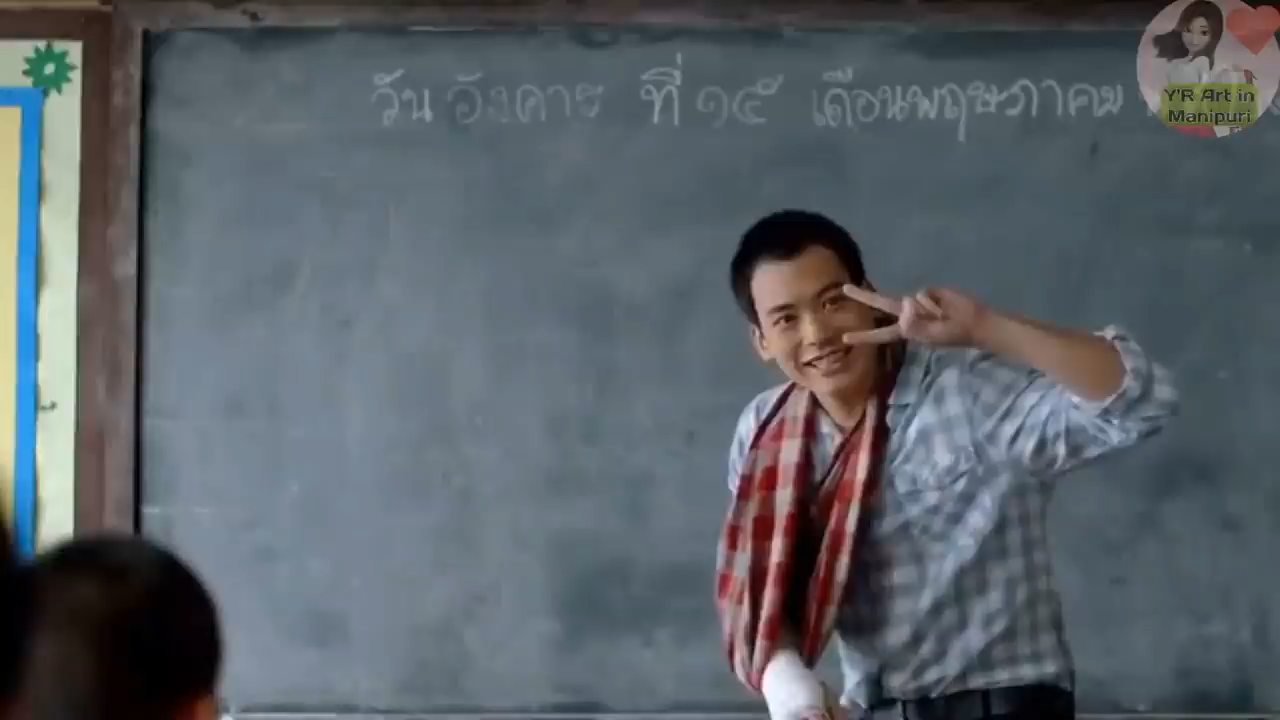 วันอังคาร ที่ ๑๕ เดือนพฤษภาคม
Y'R Art in
Manipuri